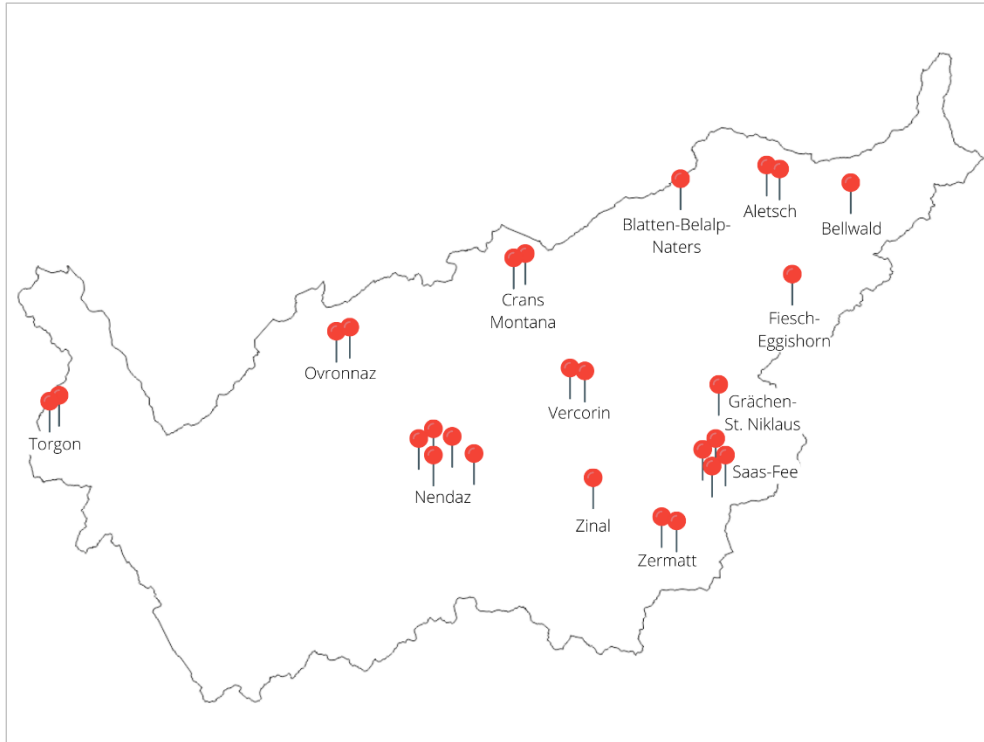 Aletsch
Blatten-Belalp-
Naters
Bellwald
Crans
Montana
Fiesch-
Eggishorn
Ovronnaz
Vercorin
Grächen-
St. Niklaus
Torgon
Saas-Fee
Nendaz
Zinal
Zermatt